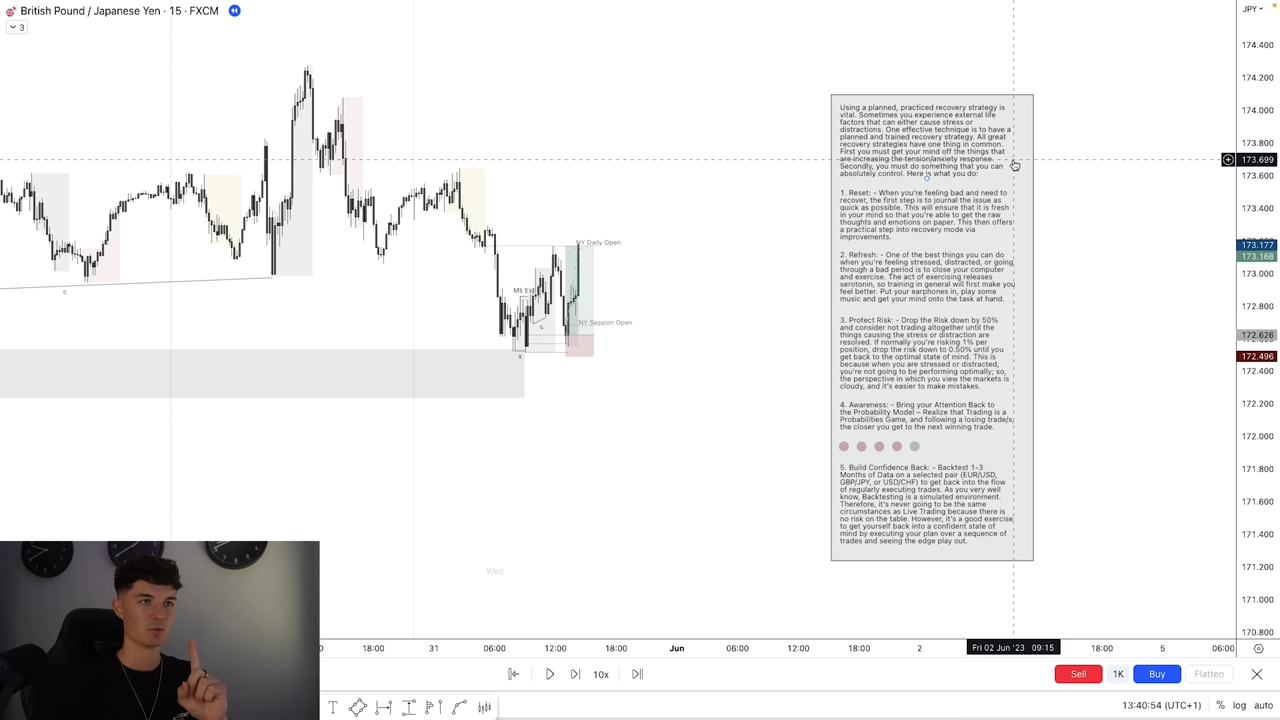 British Pound / Japanese Yen · 15 · FXCM
3
JPY
174.400
174.200
174.000
173.800
173.699
173.600
173.400
173.177
173.168
173.000
172.800
172.626
172.496
172.400
172.200
172.000
171.800
171.600
171.400
171.200
171.000
170.800
NY Daily Open
Ms Ex
NY Session Open
c
c
x
Wed
Using a planned, practiced recovery strategy is
vital. Sometimes you experience external life
factors that can either cause stress or
distractions. One effective technique is to have a
planned and trained recovery strategy. All great
recovery strategies have one thing in common.
First you must get your mind off the things that
are increasing the tension/anxiety response.
Secondly, you must do something that you can
absolutely control. Here is what you do:
1. Reset: - When you're feeling bad and need to
recover, the first step is to journal the issue as
quick as possible. This will ensure that it is fresh
in your mind so that you're able to get the raw
thoughts and emotions on paper. This then offers
a practical step into recovery mode via
improvements.
2. Refresh: - One of the best things you can do
when you're feeling stressed, distracted, or going
through a bad period is to close your computer
and exercise. The act of exercising releases
serotonin, so training in general will first make you
feel better. Put your earphones in, play some
music and get your mind onto the task at hand.
3. Protect Risk: - Drop the Risk down by 50%
and consider not trading altogether until the
things causing the stress or distraction are
resolved. If normally you're risking 1% per
position, drop the risk down to 0.50% until you
get back to the optimal state of mind. This is
because when you are stressed or distracted,
you're not going to be performing optimally; so,
the perspective in which you view the markets is
cloudy, and it's easier to make mistakes.
4. Awareness: - Bring your Attention Back to
the Probability Model – Realize that Trading is a
Probabilities Game, and following a losing trade/s,
the closer you get to the next winning trade.
5. Build Confidence Back: - Backtest 1-3
Months of Data on a selected pair (EUR/USD,
GBP/JPY, or USD/CHF) to get back into the flow
of regularly executing trades. As you very well
know, Backtesting is a simulated environment.
Therefore, it's never going to be the same
circumstances as Live Trading because there is
no risk on the table. However, it's a good exercise
to get yourself back into a confident state of
mind by executing your plan over a sequence of
trades and seeing the edge play out.
18:00
31
06:00
12:00
18:00
Jun
06:00
12:00
18:00
2
Fri 02 Jun '23 09:15
18:00
5
06:00
10x
Sell
1K
Buy
Flatten
13:40:54 (UTC+1)
%
log
auto